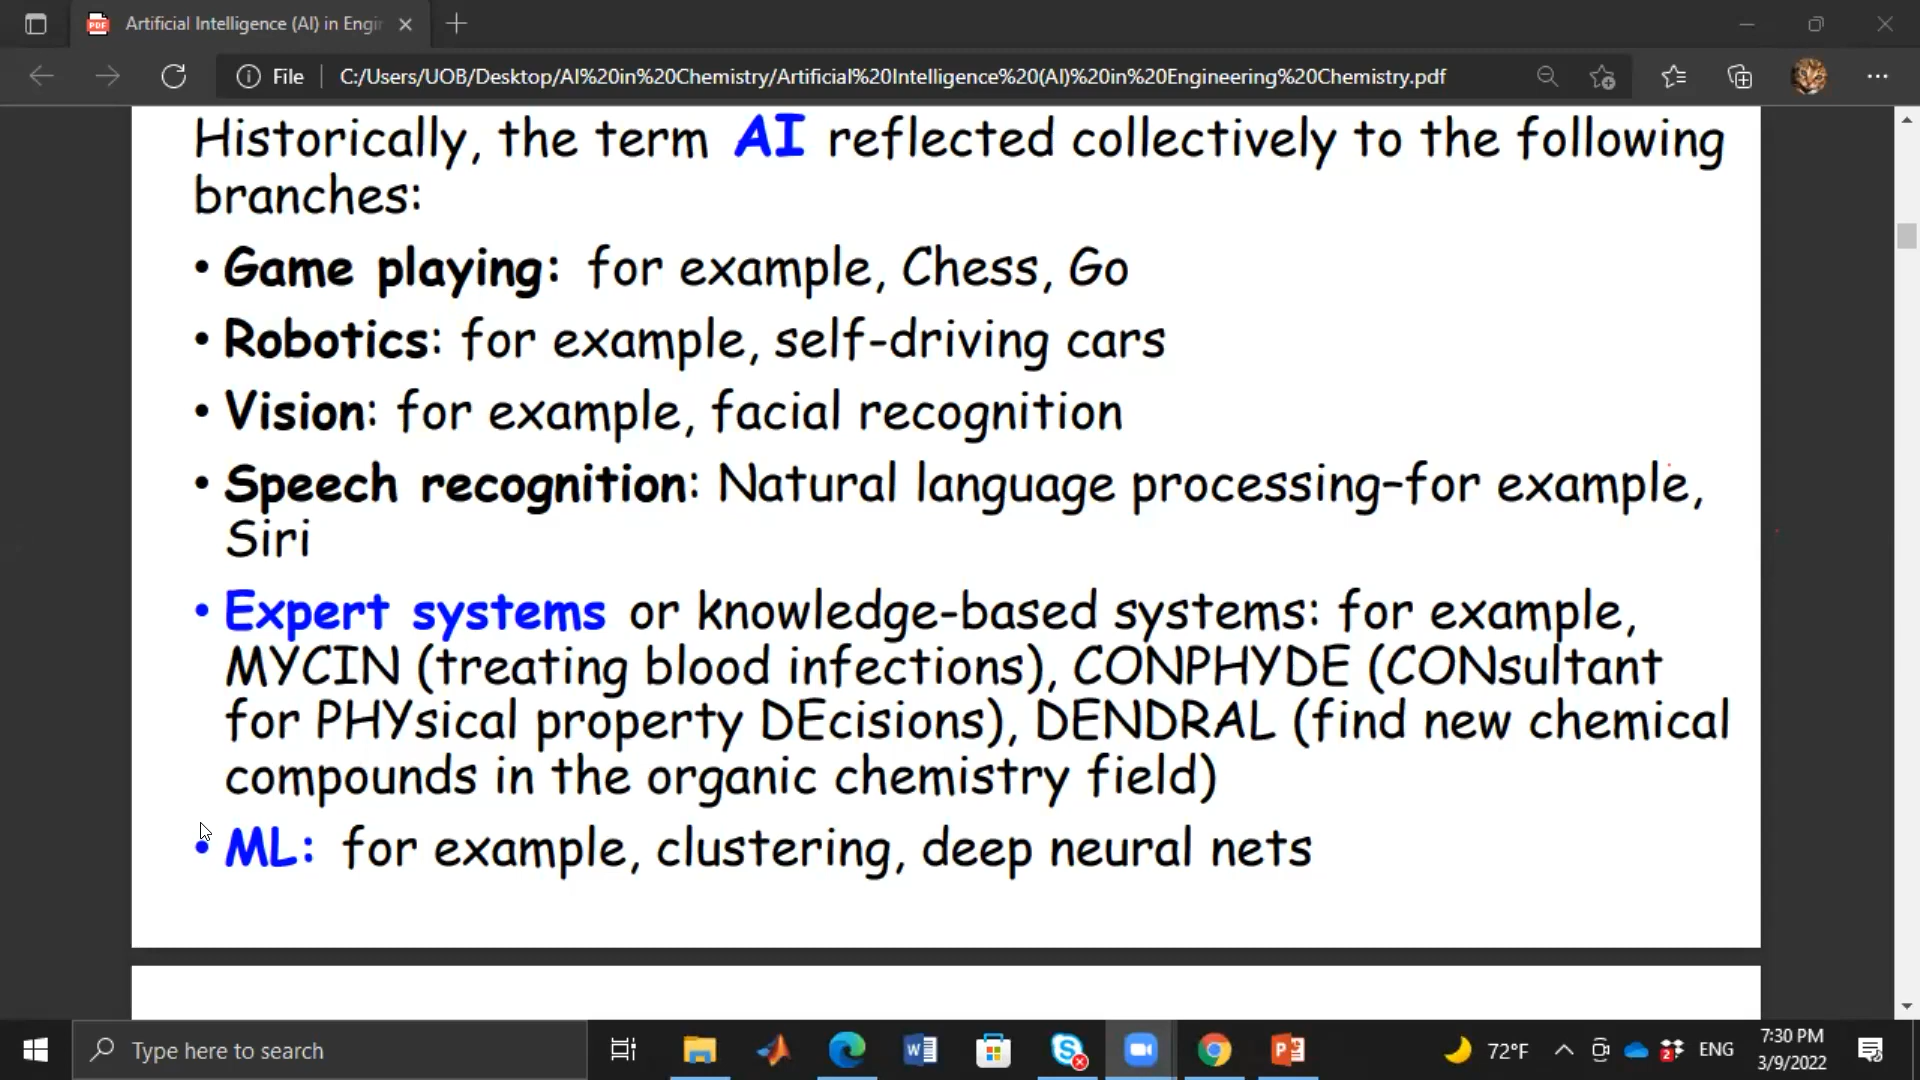 Artificial Intelligence (AI) in Engir
File
C:/Users/UOB/Desktop/AI%20in%20Chemistry/Artificial%20Intelligence%20(AI)%20in%20Engineering%20Chemistry.pdf
Historically, the term AI reflected collectively to the following
branches:
• Game playing: for example, Chess, Go
• Robotics: for example, self-driving cars
• Vision: for example, facial recognition
• Speech recognition: Natural language processing–for example,
Siri
• Expert systems or knowledge-based systems: for example,
MYCIN (treating blood infections), CONPHYDE (CONsultant
for PHYsical property DEcisions), DENDRAL (find new chemical
compounds in the organic chemistry field)
• ML: for example, clustering, deep neural nets
Type here to search
72°F
ENG
7:30 PM
3/9/2022